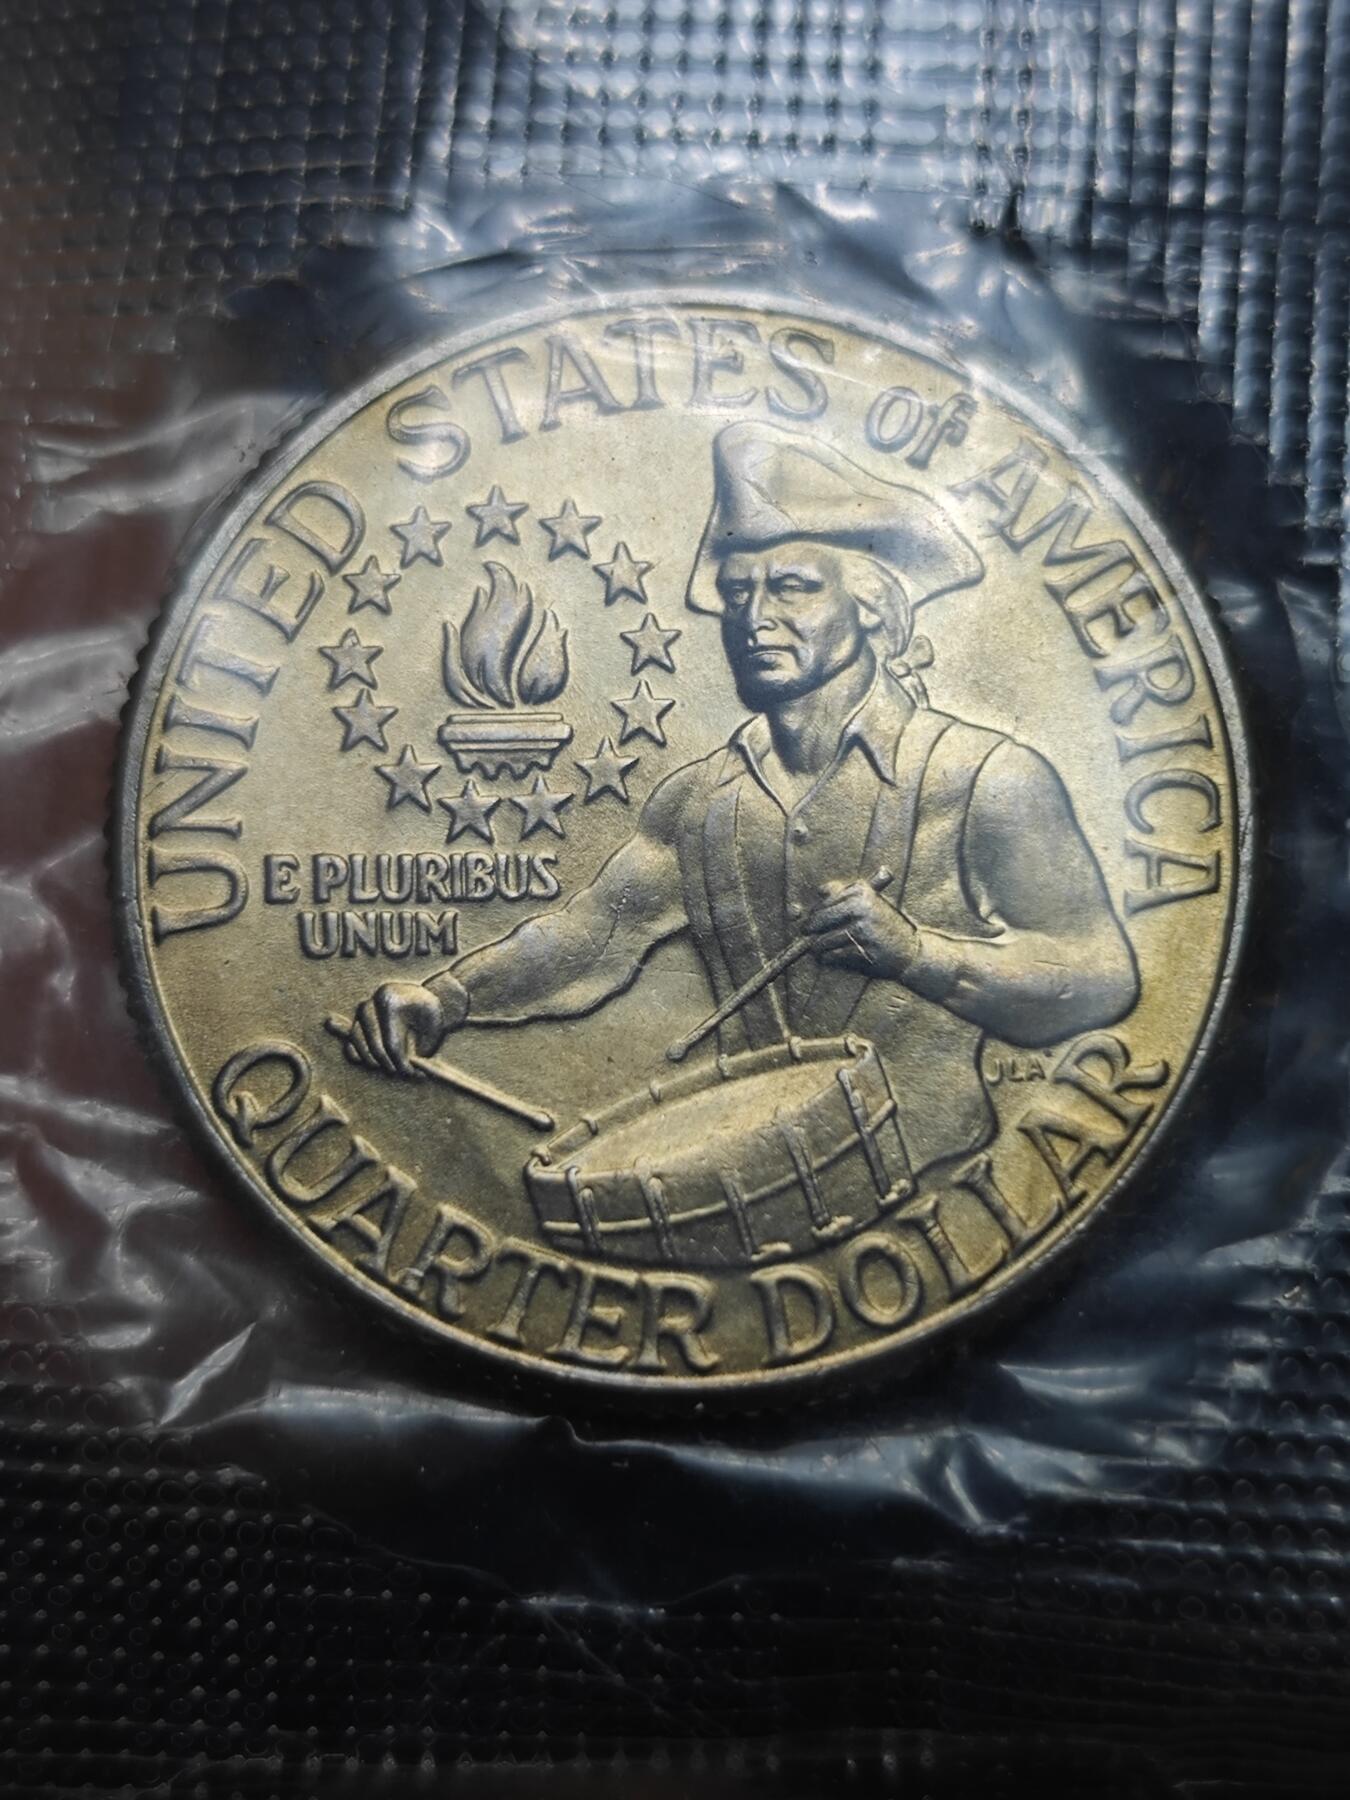 UNITED STATES of AMERICA
E PLURIBUS
UNUM
JLA
QUARTER DOLLAR